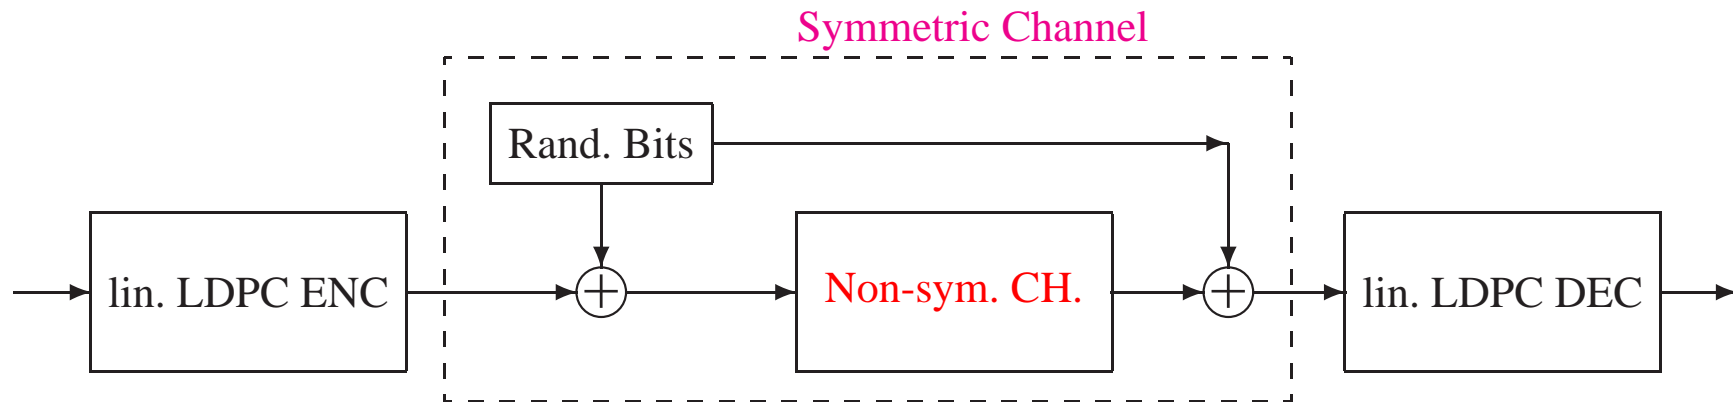 Symmetric Channel
Rand. Bits
lin. LDPC ENC
Non-sym. CH.
lin. LDPC DEC